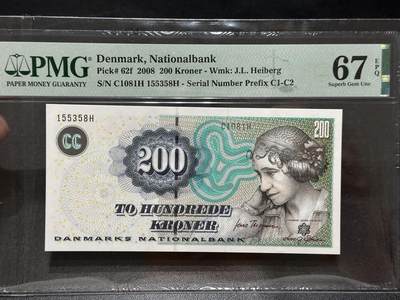 PMG
PAPER MONEY GUARANTY
Denmark, Nationalbank
Pick# 62f 2008 200 Kroner - Wmk: J.L. Heiberg
S/N C1081H 155358H - Serial Number Prefix C1-C2
67 EPQ
Superb Gem Unc
155358H
C1081H
200
CC
200
TO HUNDREDE
KRONER
DANMARKS NATIONALBANK